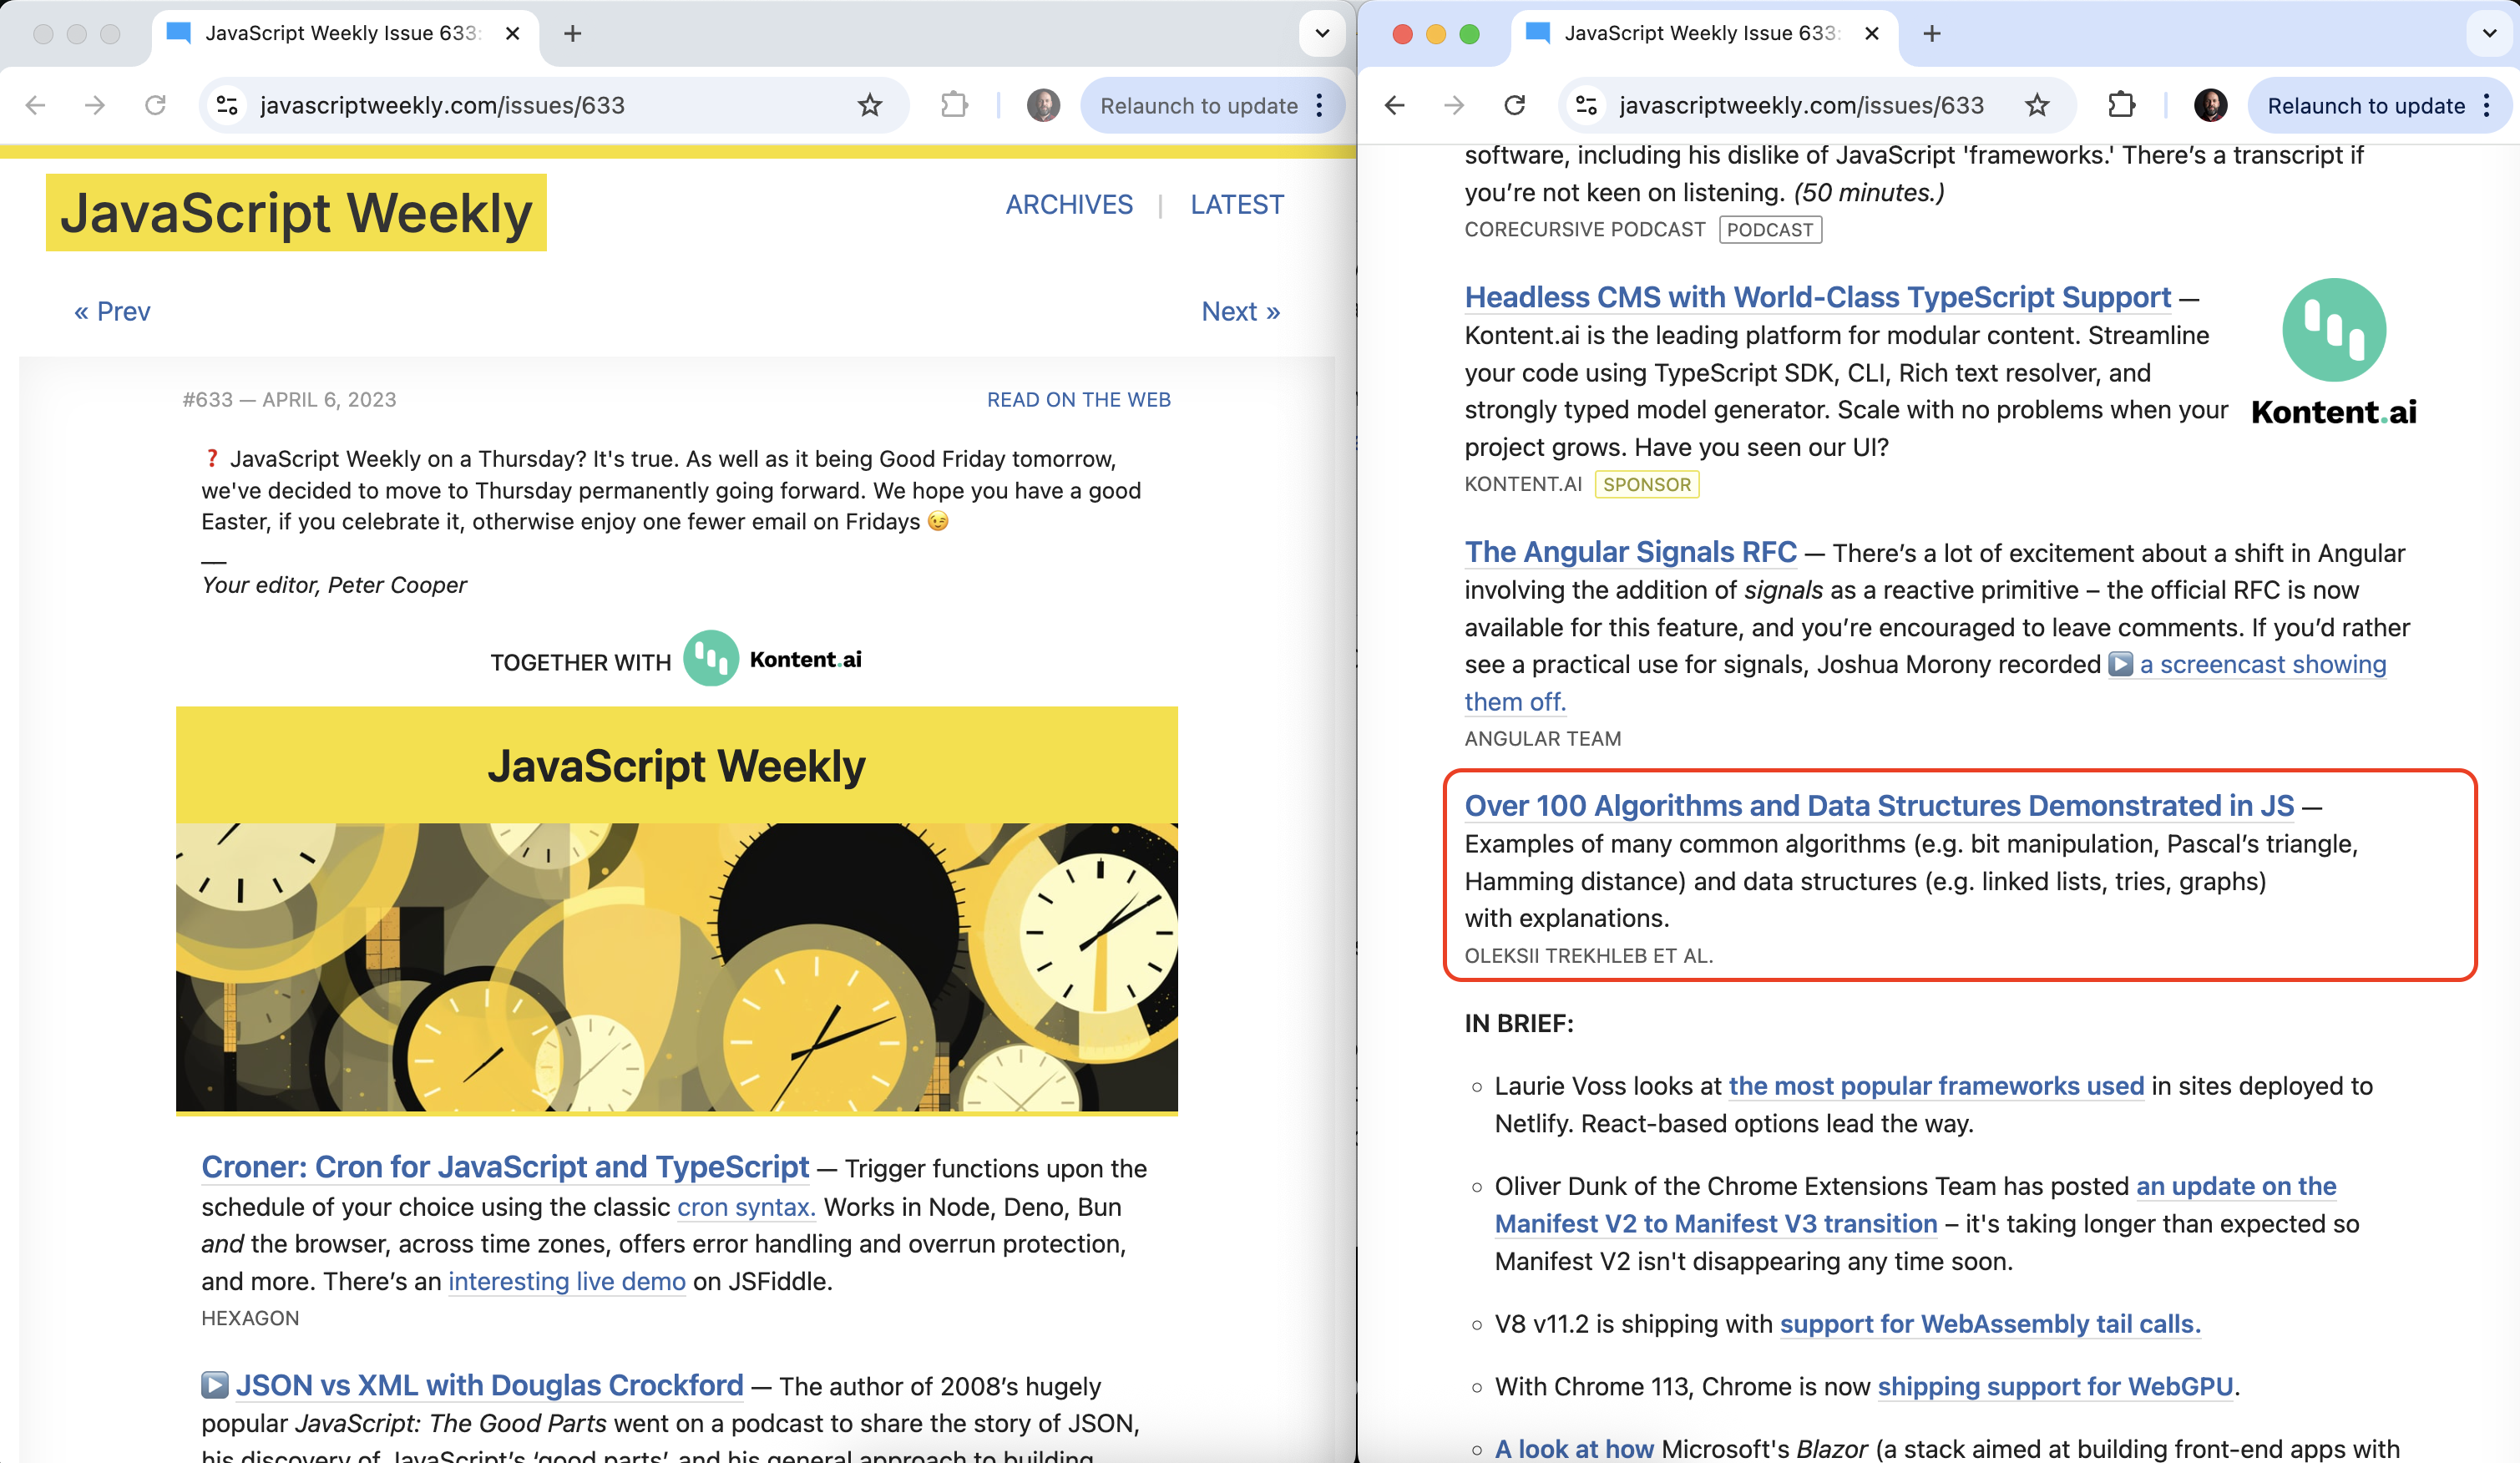 JavaScript Weekly Issue 633:
javascriptweekly.com/issues/633
Relaunch to update
JavaScript Weekly
ARCHIVES | LATEST
« Prev
Next »
#633 — APRIL 6, 2023
READ ON THE WEB
❓ JavaScript Weekly on a Thursday? It's true. As well as it being Good Friday tomorrow,
we've decided to move to Thursday permanently going forward. We hope you have a good
Easter, if you celebrate it, otherwise enjoy one fewer email on Fridays 😉
__
Your editor, Peter Cooper
TOGETHER WITH Kontent.ai
JavaScript Weekly
Croner: Cron for JavaScript and TypeScript — Trigger functions upon the
schedule of your choice using the classic cron syntax. Works in Node, Deno, Bun
and the browser, across time zones, offers error handling and overrun protection,
and more. There’s an interesting live demo on JSFiddle.
HEXAGON
▶️ JSON vs XML with Douglas Crockford — The author of 2008’s hugely
popular JavaScript: The Good Parts went on a podcast to share the story of JSON,
his discovery of JavaScript’s ‘good parts’, and his general approach to building
JavaScript Weekly Issue 633:
javascriptweekly.com/issues/633
Relaunch to update
software, including his dislike of JavaScript 'frameworks.' There’s a transcript if
you’re not keen on listening. (50 minutes.)
CORECURSIVE PODCAST PODCAST
Headless CMS with World-Class TypeScript Support —
Kontent.ai is the leading platform for modular content. Streamline
your code using TypeScript SDK, CLI, Rich text resolver, and
strongly typed model generator. Scale with no problems when your
project grows. Have you seen our UI?
Kontent.ai
KONTENT.AI SPONSOR
The Angular Signals RFC — There’s a lot of excitement about a shift in Angular
involving the addition of signals as a reactive primitive – the official RFC is now
available for this feature, and you’re encouraged to leave comments. If you’d rather
see a practical use for signals, Joshua Morony recorded ▶️ a screencast showing
them off.
ANGULAR TEAM
Over 100 Algorithms and Data Structures Demonstrated in JS —
Examples of many common algorithms (e.g. bit manipulation, Pascal’s triangle,
Hamming distance) and data structures (e.g. linked lists, tries, graphs)
with explanations.
OLEKSII TREKHLEB ET AL.
IN BRIEF:
Laurie Voss looks at the most popular frameworks used in sites deployed to
Netlify. React-based options lead the way.
Oliver Dunk of the Chrome Extensions Team has posted an update on the
Manifest V2 to Manifest V3 transition – it's taking longer than expected so
Manifest V2 isn't disappearing any time soon.
V8 v11.2 is shipping with support for WebAssembly tail calls.
With Chrome 113, Chrome is now shipping support for WebGPU.
A look at how Microsoft's Blazor (a stack aimed at building front-end apps with